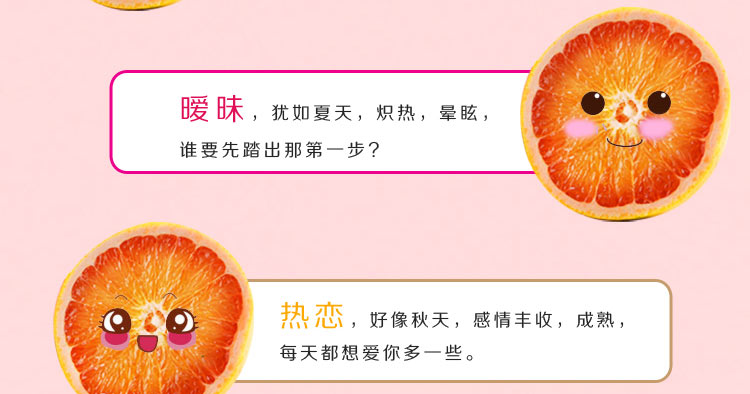 暧昧，犹如夏天，炽热，晕眩，
谁要先踏出那第一步？
热恋，好像秋天，感情丰收，成熟，
每天都想爱你多一些。